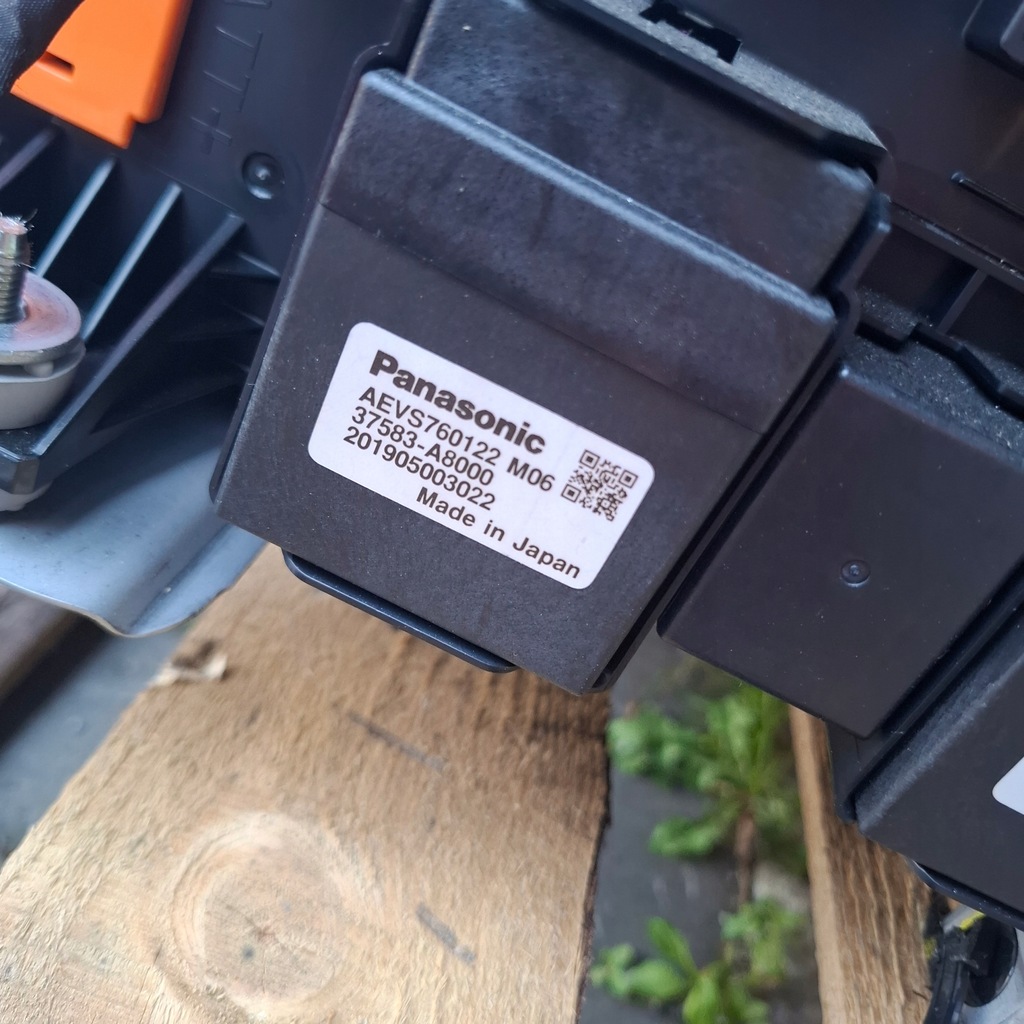 Panasonic
AEVS760122 M06
37583-A8000
201905003022
Made in Japan